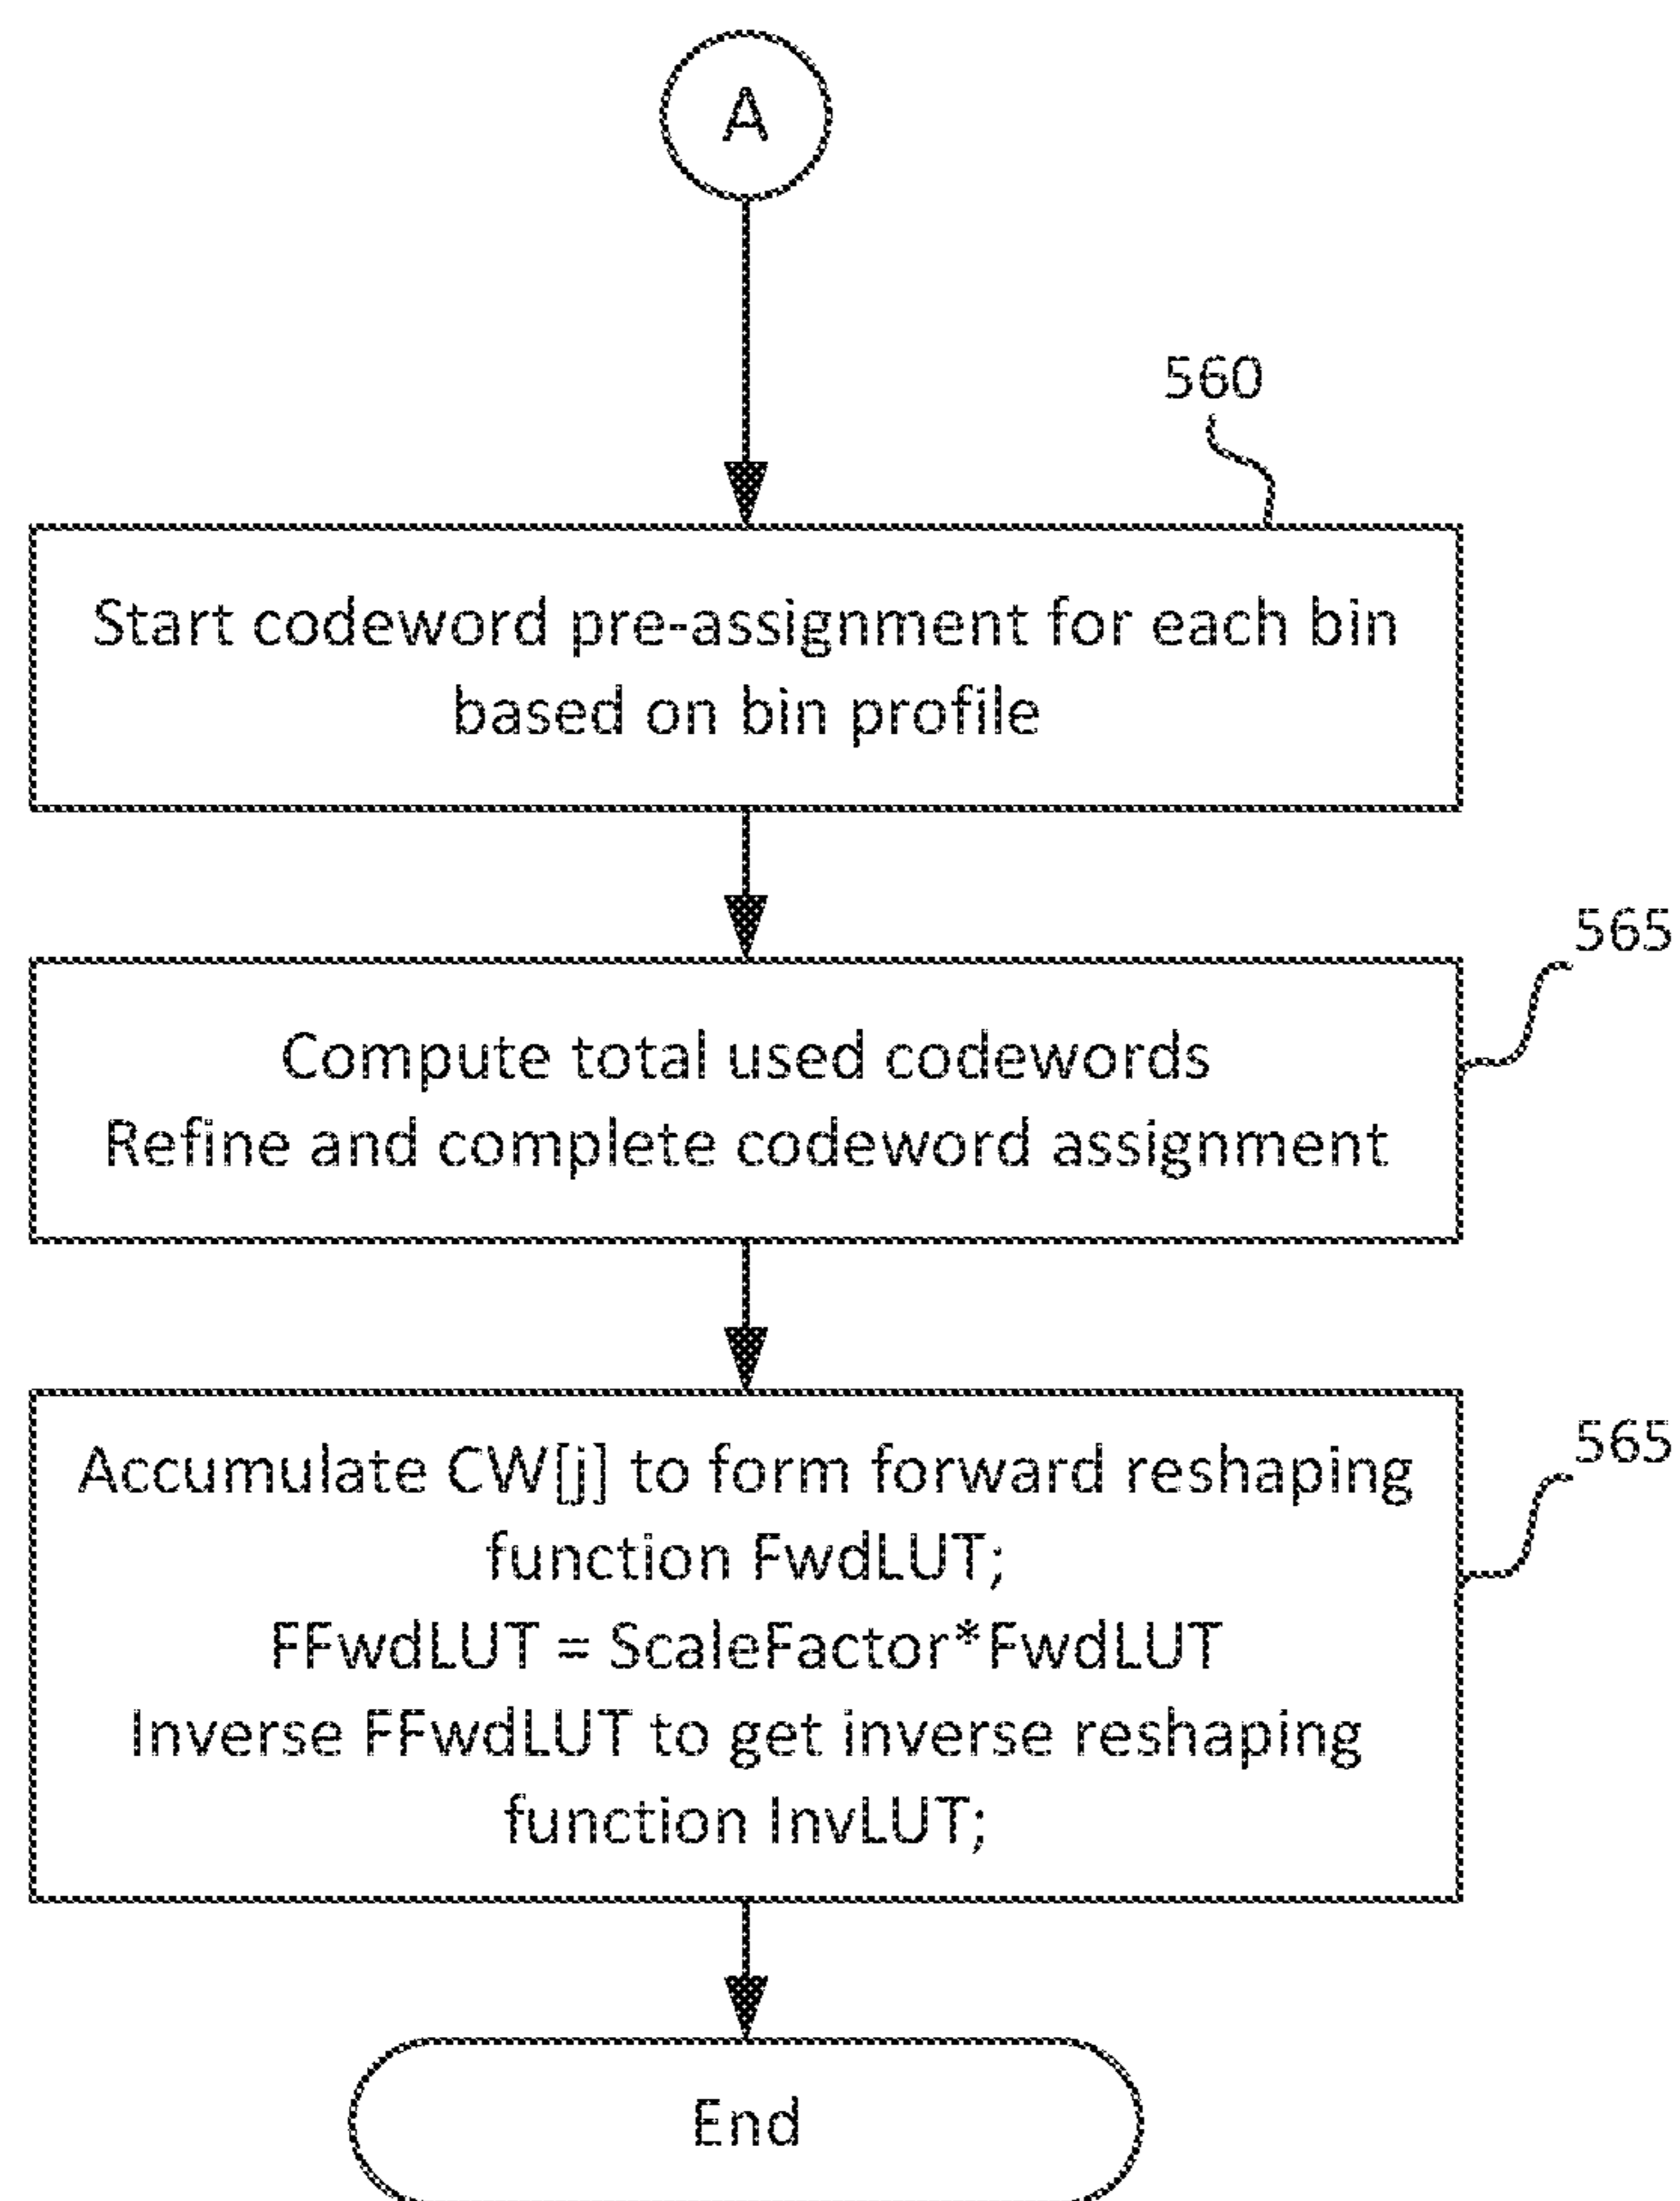 A
560
Start codeword pre-assignment for each bin
based on bin profile
565
Compute total used codewords
Refine and complete codeword assignment
565
Accumulate CW[j] to form forward reshaping
function FwdLUT;
FFwdLUT = ScaleFactor*FwdLUT
Inverse FFwdLUT to get inverse reshaping
function InvLUT;
End